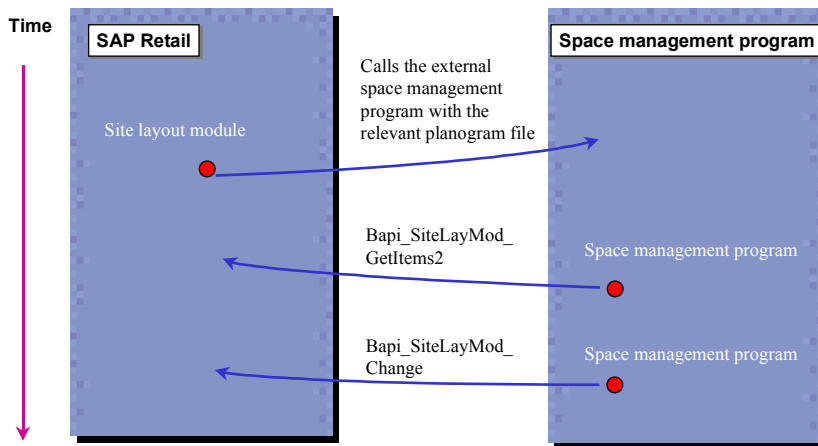 Time
SAP Retail
Space management program
Calls the external
space management
program with the
relevant planogram file
Site layout module
Bapi_SiteLayMod_
GetItems2
Space management program
Bapi_SiteLayMod_
Change
Space management program